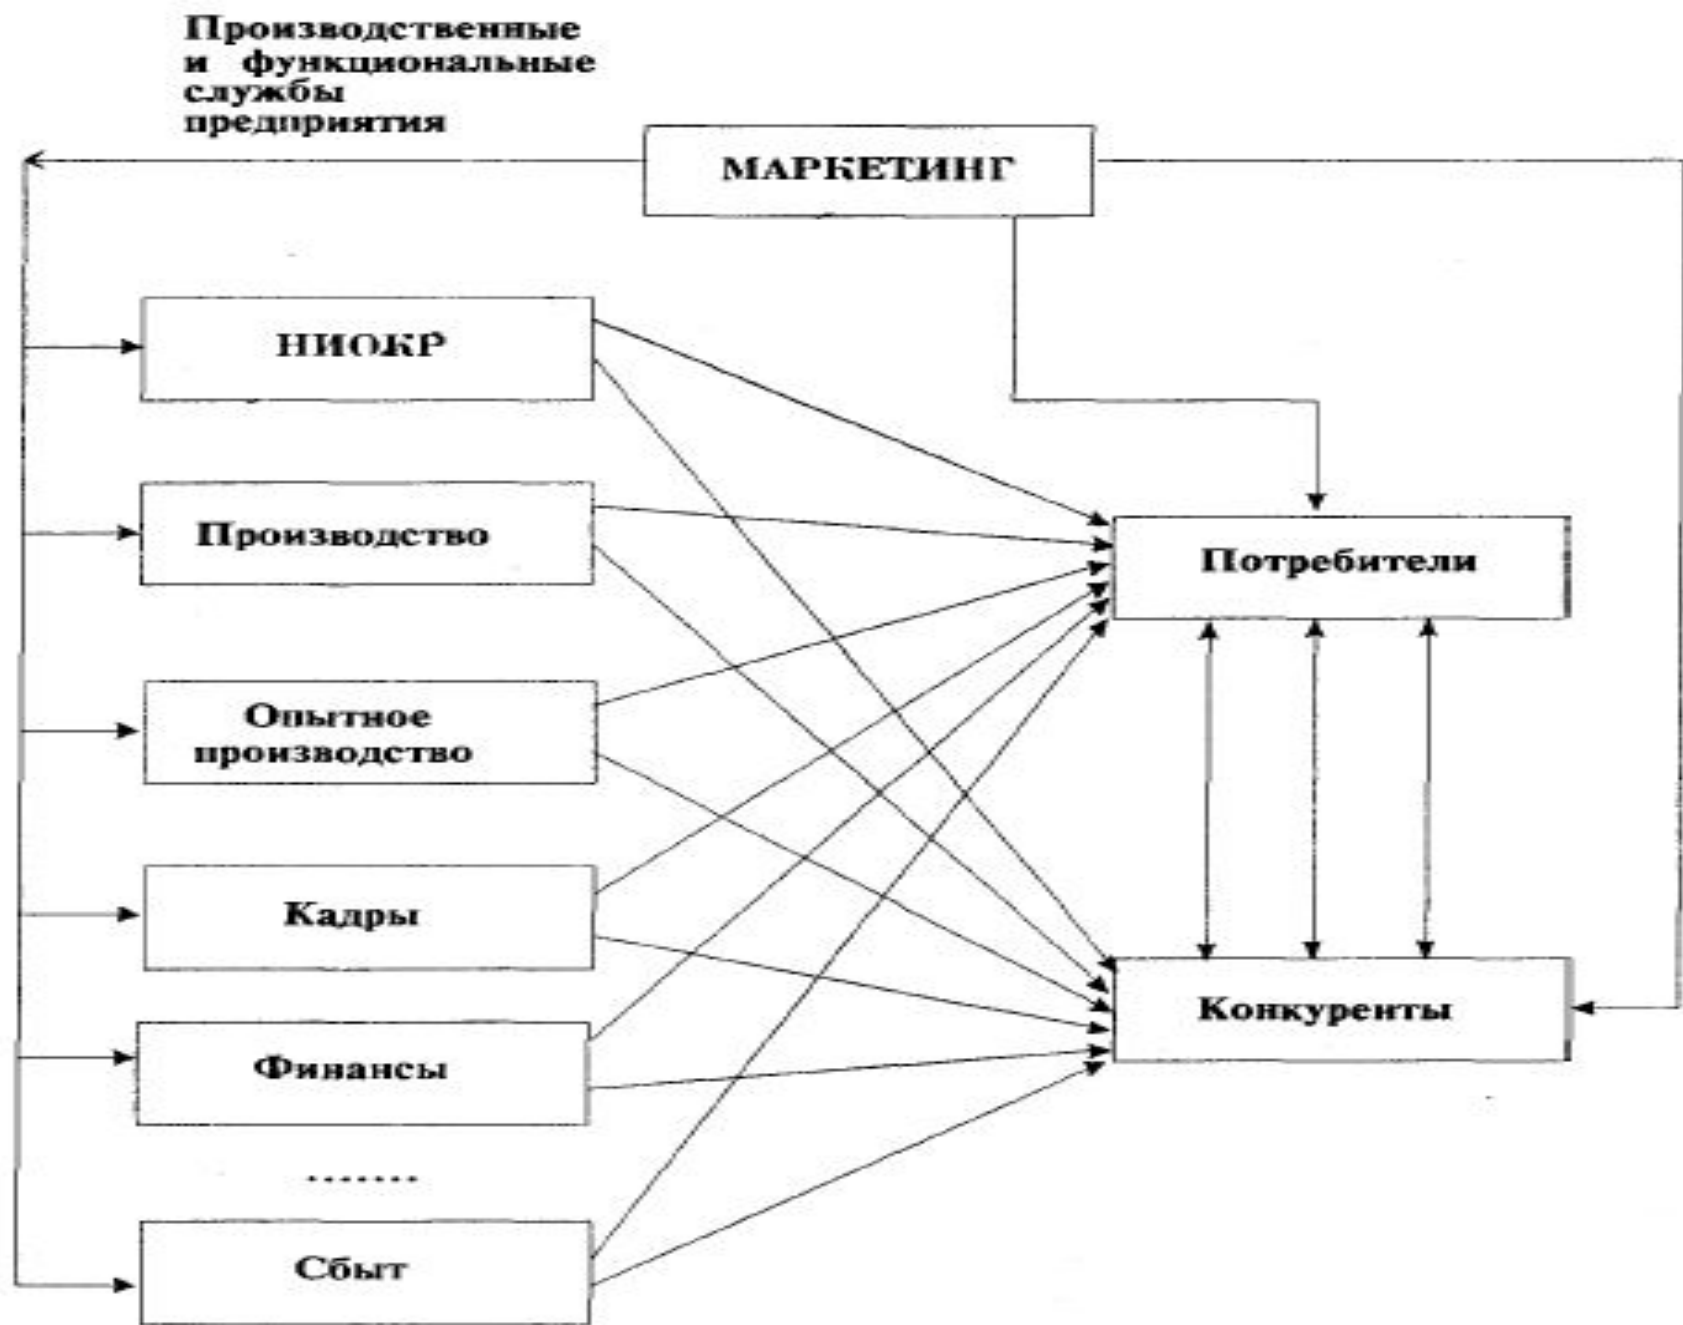 Производственные
и функциональные
службы
предприятия
МАРКЕТИНГ
НИОКР
Производство
Потребители
Опытное
производство
Кадры
Конкуренты
Финансы
.......
Сбыт